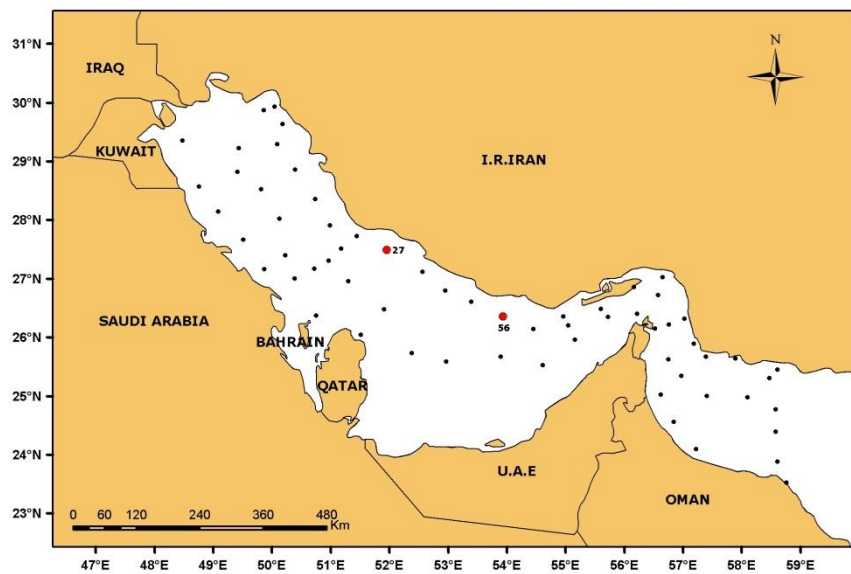 N
31°N
IRAQ
30°N
KUWAIT
29°N
I.R.IRAN
28°N
27
27°N
SAUDI ARABIA
56
26°N
BAHRAIN
QATAR
25°N
24°N
U.A.E
OMAN
23°N
0 60 120 240 360 480
Km
47°E 48°E 49°E 50°E 51°E 52°E 53°E 54°E 55°E 56°E 57°E 58°E 59°E